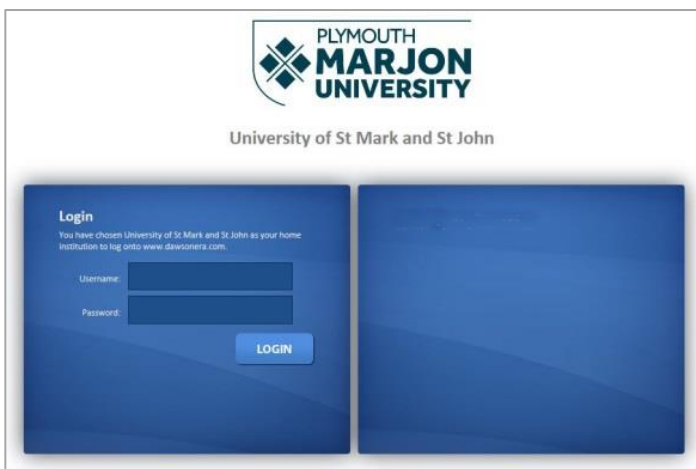 PLYMOUTH
MARJON
UNIVERSITY
University of St Mark and St John
Login
You have chosen University of St Mark and St John as your home
institution to log onto www.dawsonera.com.
Username:
Password:
LOGIN